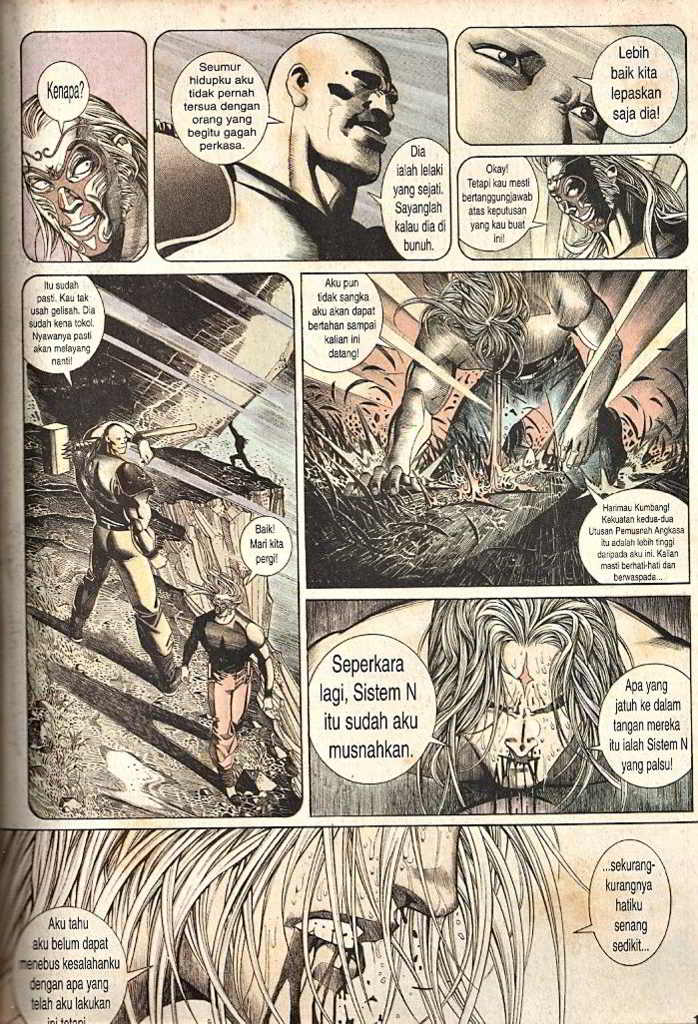 Kenapa?
Seumur
hidupku aku
tidak pernah
tersua dengan
orang yang
begitu gagah
perkasa.
Dia
ialah lelaki
yang sejati.
Sayanglah
kalau dia di
bunuh.
Lebih
baik kita
lepaskan
saja dia!
Okay!
Tetapi kau mesti
bertanggungjawab
atas keputusan
yang kau buat
ini!
Itu sudah
pasti. Kau tak
usah gelisah. Dia
sudah kena tokol.
Nyawanya pasti
akan melayang
nanti!
Baik!
Mari kita
pergi!
Aku pun
tidak sangka
aku akan dapat
bertahan sampai
kalian ini
datang!
Harimau Kumbang!
Kekuatan kedua-dua
Utusan Pemusnah Angkasa
itu adalah lebih tinggi
daripada aku ini. Kalian
masti berhati-hati dan
berwaspada...
Seperkara
lagi, Sistem N
itu sudah aku
musnahkan.
Apa yang
jatuh ke dalam
tangan mereka
itu ialah Sistem N
yang palsu!
Aku tahu
aku belum dapat
menebus kesalahanku
dengan apa yang
telah aku lakukan
ini tetapi
...sekurang-
kurangnya
hatiku
senang
sedikit...